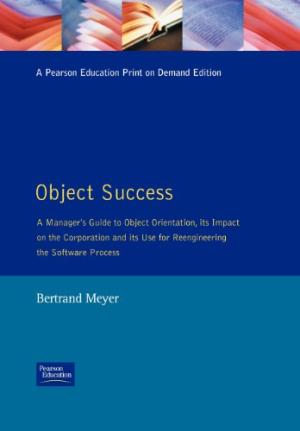 A Pearson Education Print on Demand Edition
Object Success
A Manager's Guide to Object Orientation, its Impact
on the Corporation and its Use for Reengineering
the Software Process
Bertrand Meyer
Pearson
Education